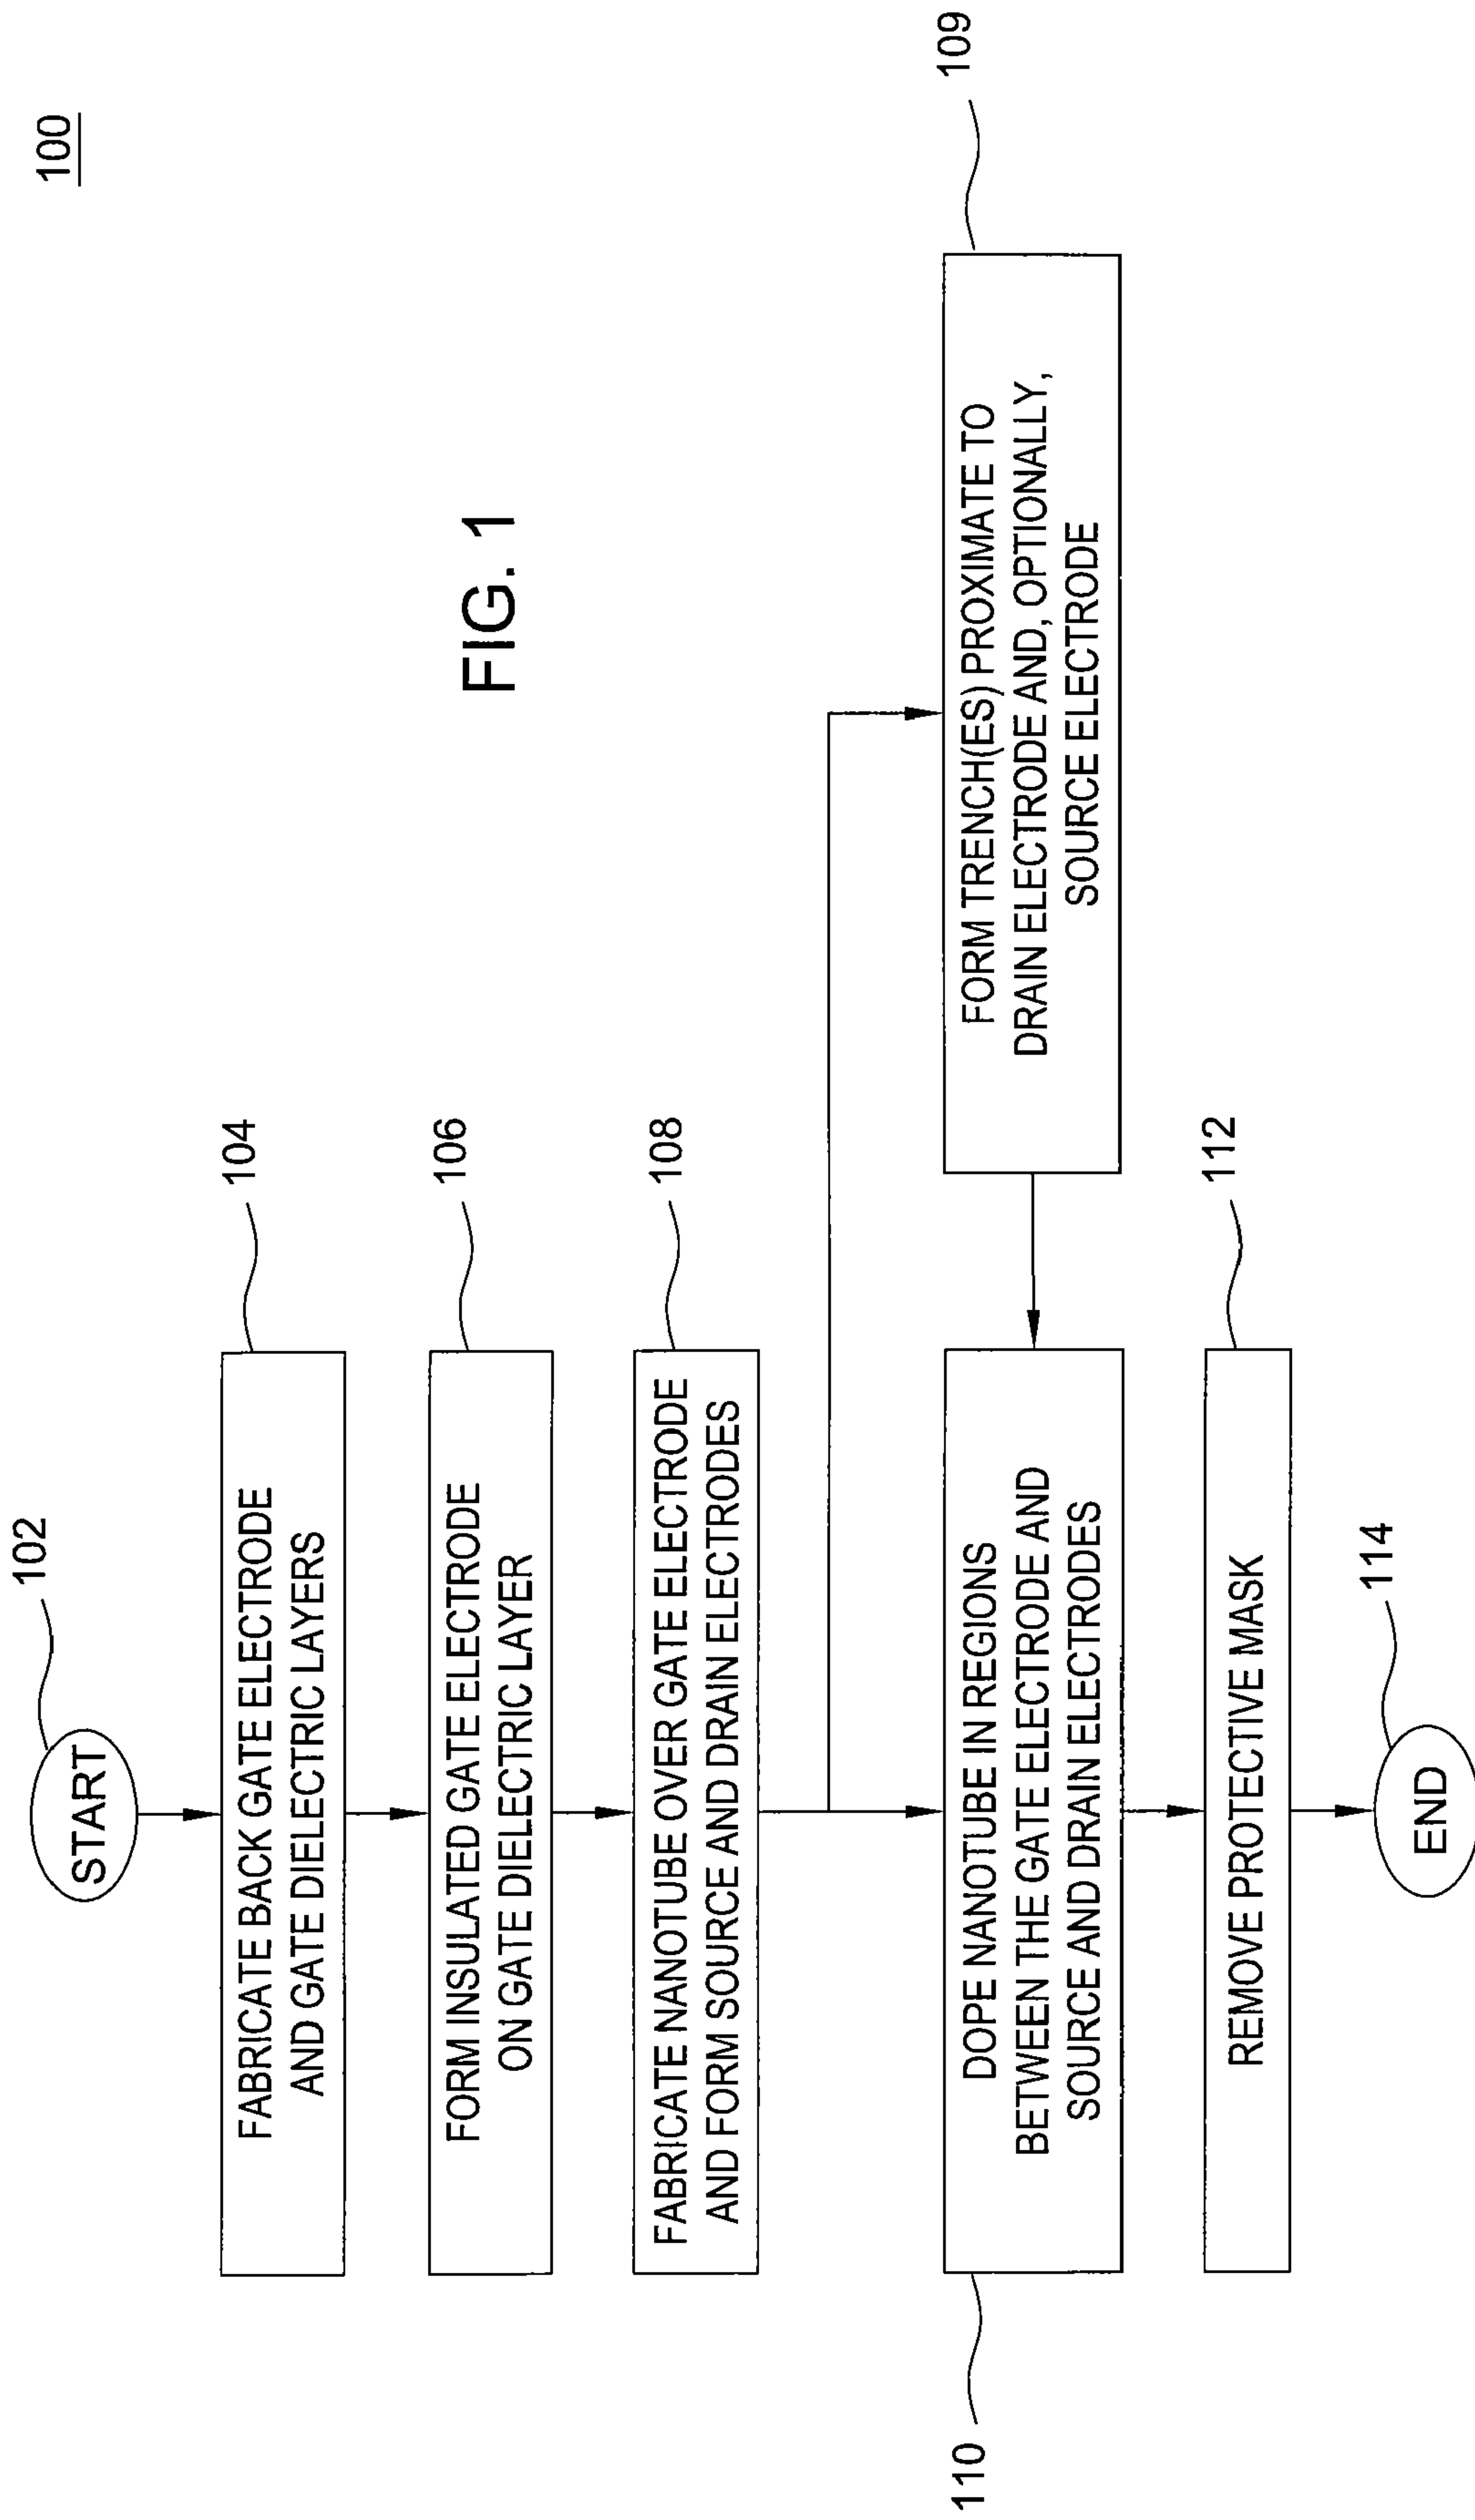 100
102
START
104
FABRICATE BACK GATE ELECTRODE
AND GATE DIELECTRIC LAYERS
106
FORM INSULATED GATE ELECTRODE
ON GATE DIELECTRIC LAYER
108
FABRICATE NANOTUBE OVER GATE ELECTRODE
AND FORM SOURCE AND DRAIN ELECTRODES
FIG. 1
109
FORM TRENCH(ES) PROXIMATE TO
DRAIN ELECTRODE AND, OPTIONALLY,
SOURCE ELECTRODE
110
DOPE NANOTUBE IN REGIONS
BETWEEN THE GATE ELECTRODE AND
SOURCE AND DRAIN ELECTRODES
112
REMOVE PROTECTIVE MASK
114
END